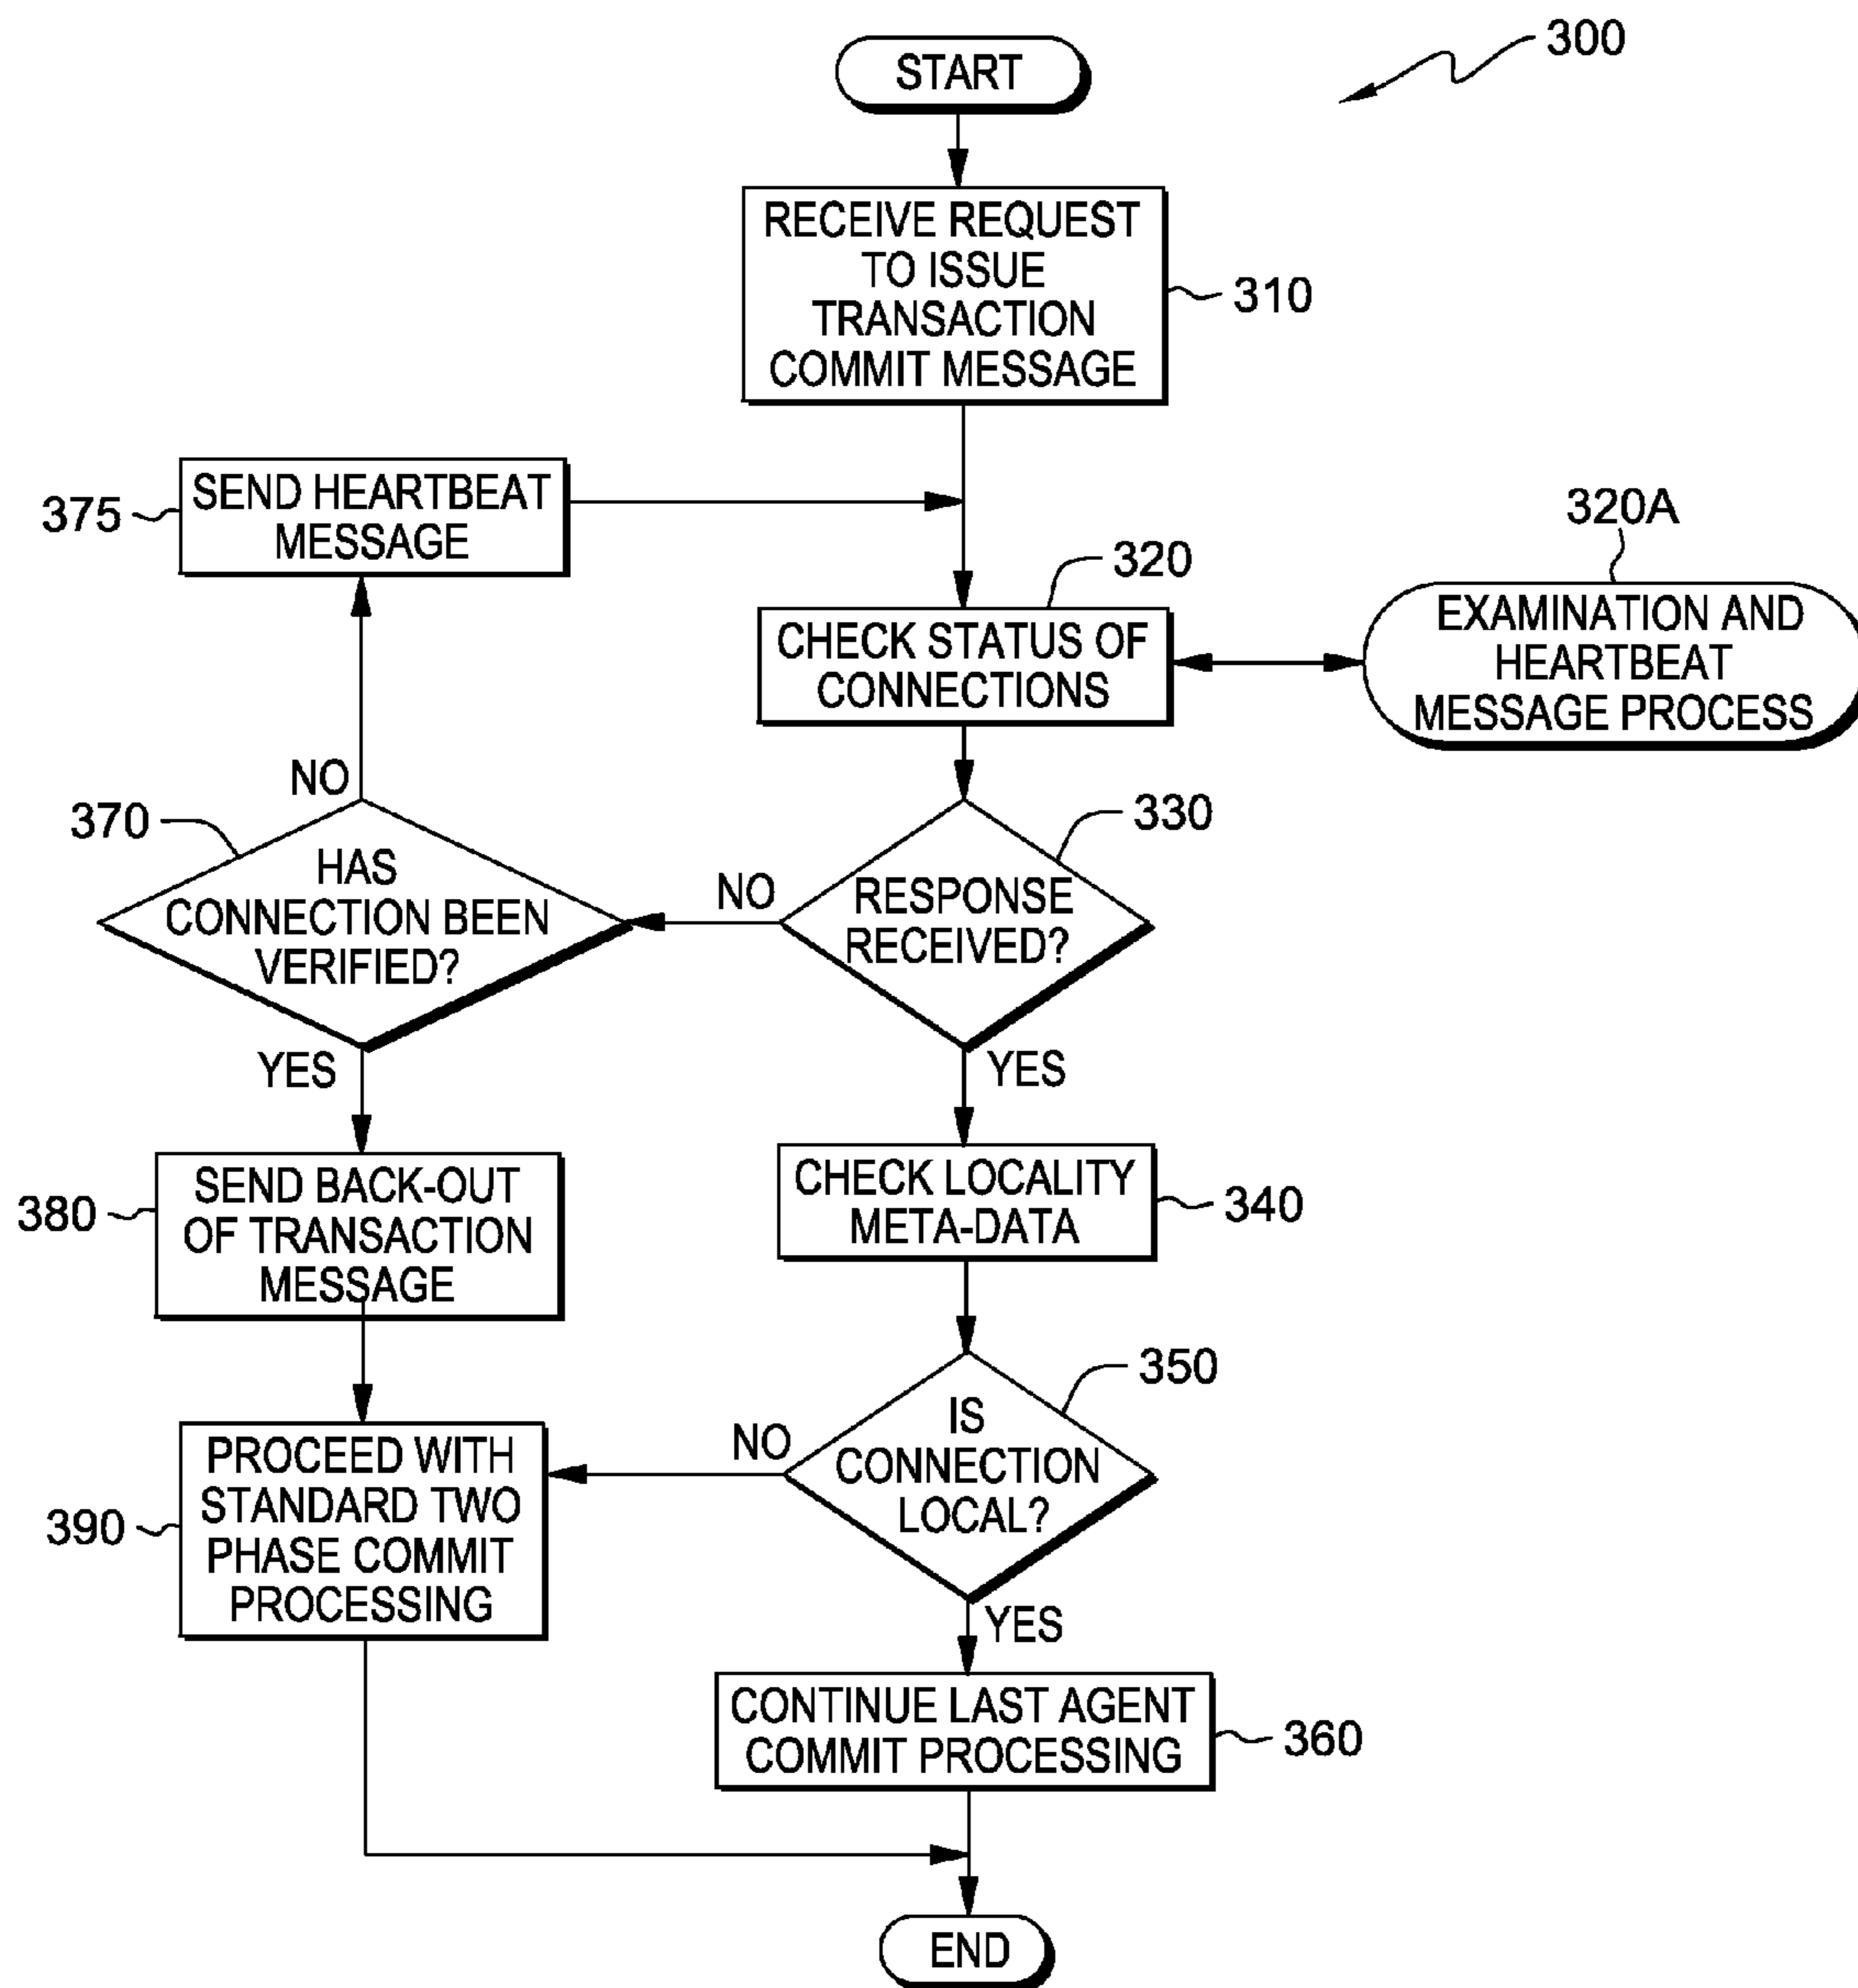 START
300
RECEIVE REQUEST
TO ISSUE
TRANSACTION
COMMIT MESSAGE
310
SEND HEARTBEAT
MESSAGE
375
320A
320
CHECK STATUS OF
CONNECTIONS
EXAMINATION AND
HEARTBEAT
MESSAGE PROCESS
NO
370
HAS
CONNECTION BEEN
VERIFIED?
NO
330
RESPONSE
RECEIVED?
YES
YES
380
SEND BACK-OUT
OF TRANSACTION
MESSAGE
CHECK LOCALITY
META-DATA
340
350
IS
CONNECTION
LOCAL?
NO
390
PROCEED WITH
STANDARD TWO
PHASE COMMIT
PROCESSING
YES
CONTINUE LAST AGENT
COMMIT PROCESSING
360
END